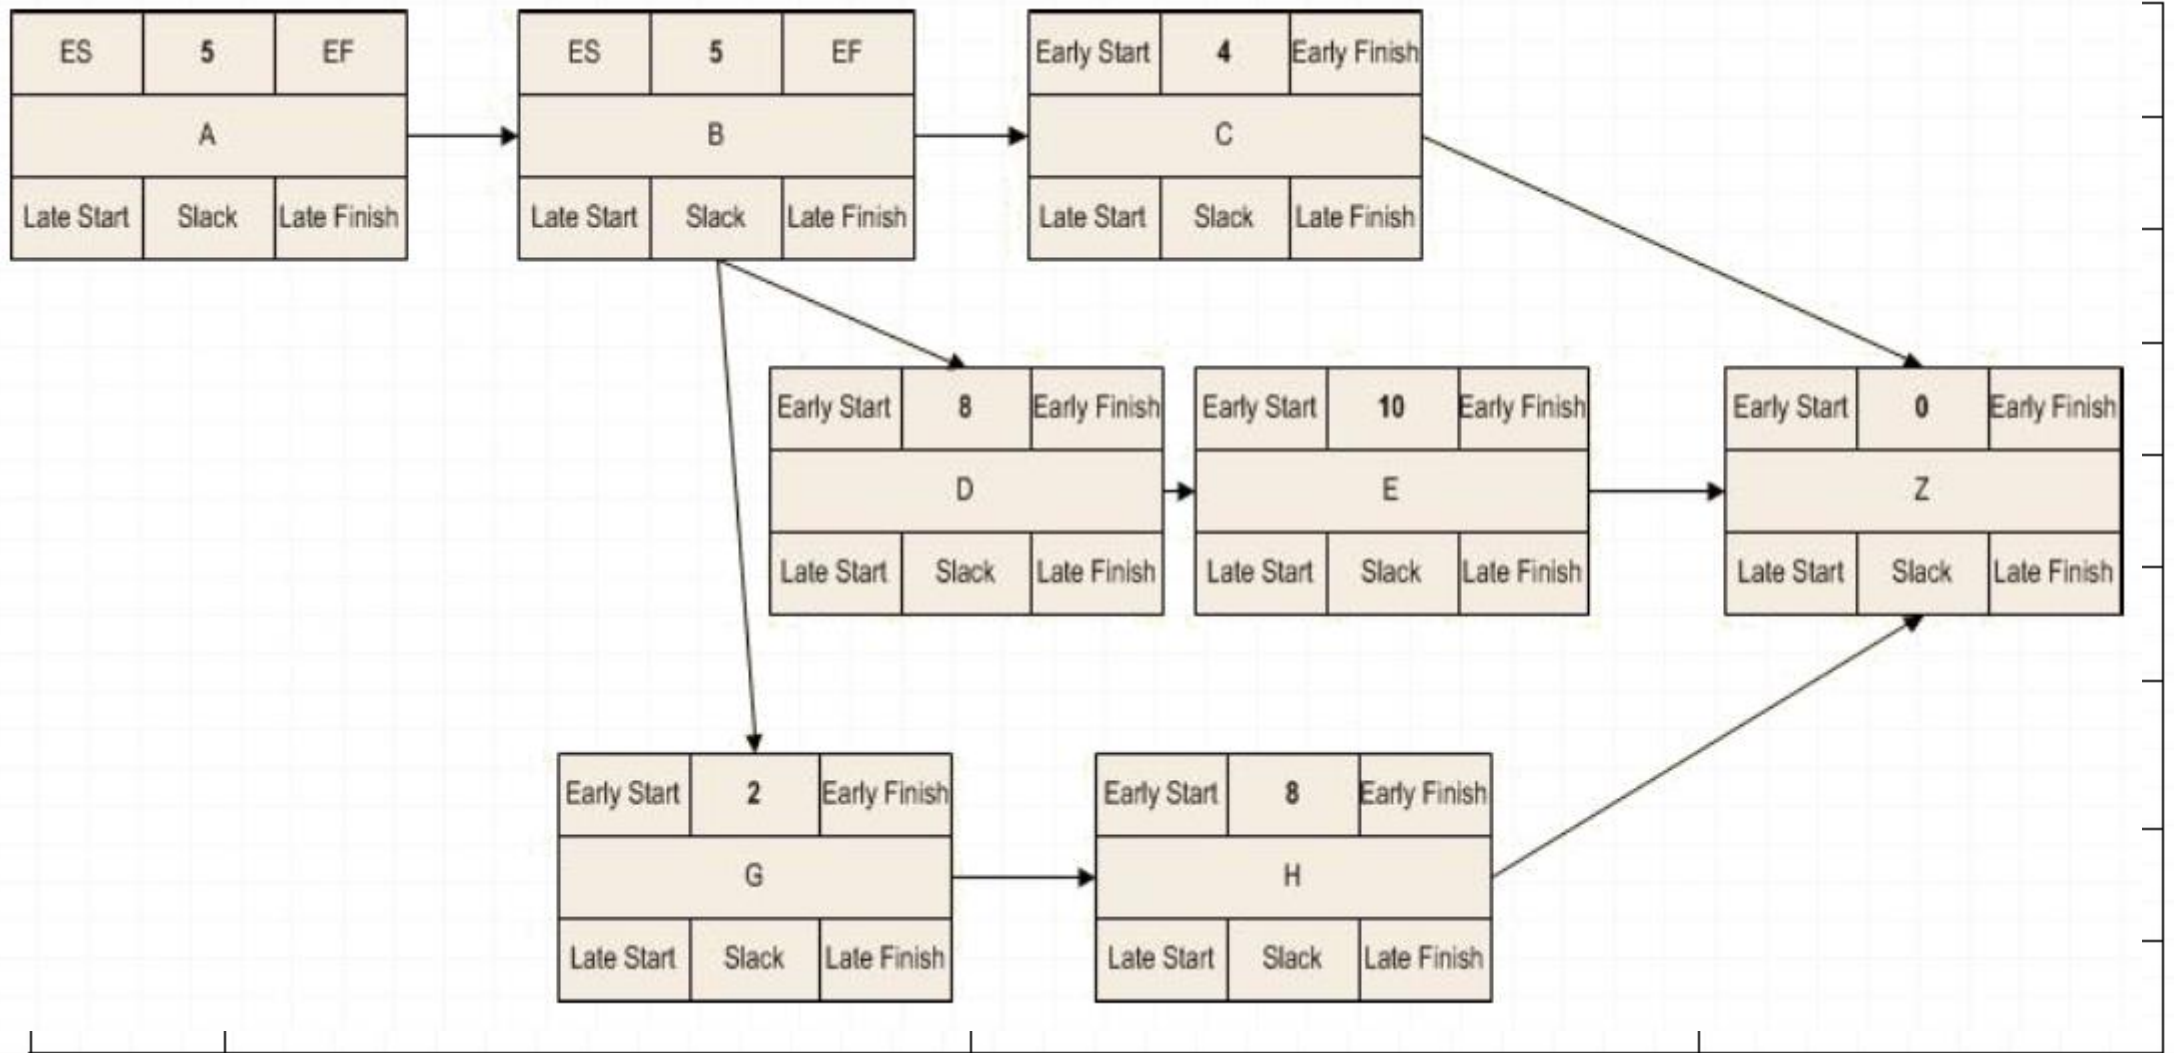 ES 5 EF
A
Late Start Slack Late Finish
ES 5 EF
B
Late Start Slack Late Finish
Early Start 4 Early Finish
C
Late Start Slack Late Finish
Early Start 8 Early Finish
D
Late Start Slack Late Finish
Early Start 10 Early Finish
E
Late Start Slack Late Finish
Early Start 0 Early Finish
Z
Late Start Slack Late Finish
Early Start 2 Early Finish
G
Late Start Slack Late Finish
Early Start 8 Early Finish
H
Late Start Slack Late Finish